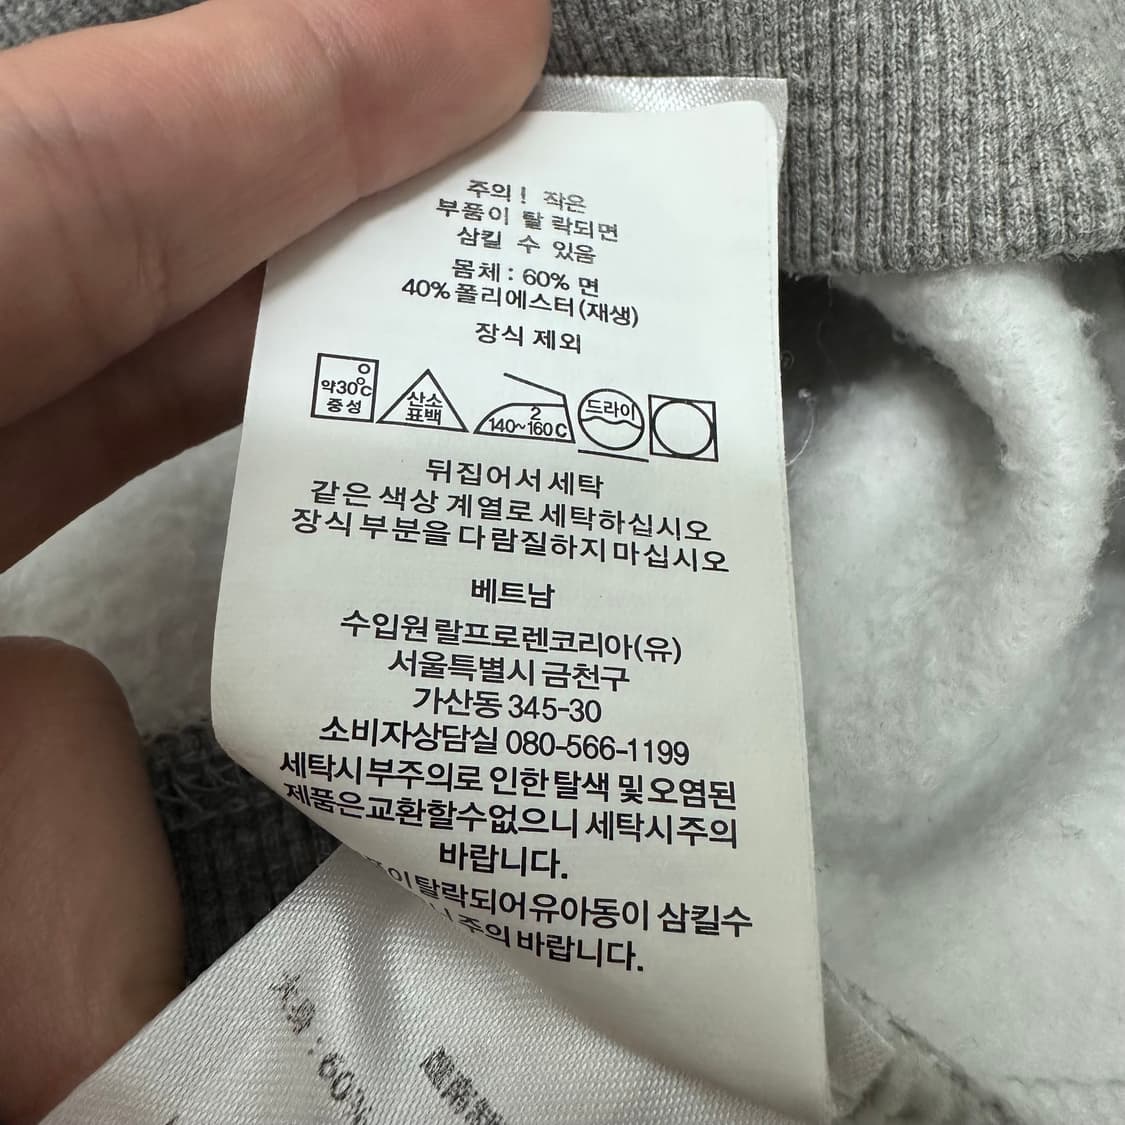 주의! 작은
부품이 탈 락되면
삼킬 수 있음
몸체 : 60% 면
40% 폴리에스터(재생)
장식 제외
약30℃ 중성
산소 표백
2 140~160C
드라이
뒤집어서 세탁
같은 색상 계열로 세탁하십시오
장식 부분을 다 람질하지 마십시오
베트남
수입원 랄프로렌코리아(유)
서울특별시 금천구
가산동 345-30
소비자상담실 080-566-1199
세탁시 부주의로 인한 탈색 및 오염된
제품은교환할수없으니 세탁시주의
바랍니다.
탈락되어유아동이 삼킬수
주의 바랍니다.
: 60%